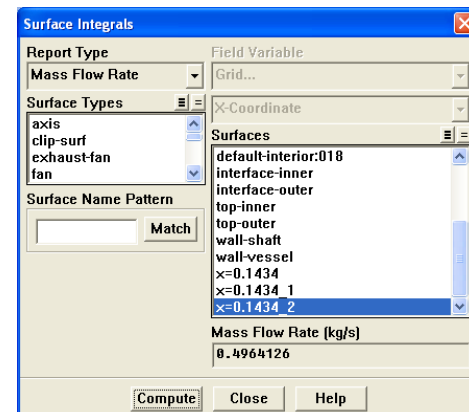 Surface Integrals
Report Type
Mass Flow Rate
Surface Types
axis
clip-surf
exhaust-fan
fan
Surface Name Pattern
Match
Field Variable
Grid...
X-Coordinate
Surfaces
default-interior:018
interface-inner
interface-outer
top-inner
top-outer
wall-shaft
wall-vessel
x=0.1434
x=0.1434_1
x=0.1434_2
Mass Flow Rate (kg/s)
0.4964126
Compute Close Help